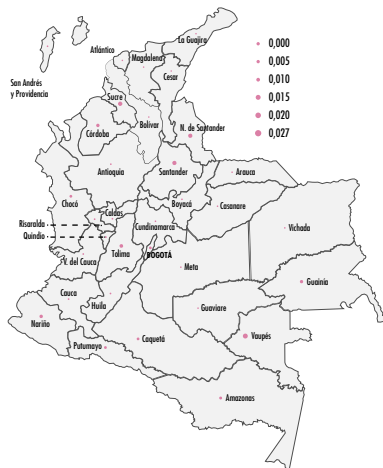 La Guajira
Atlántico
Magdalena
Cesar
San Andrés
y Providencia
Sucre
Córdoba
Bolívar
N. de Santander
Antioquia
Santander
Arauca
Chocó
Boyacá
Casanare
Risaralda
Caldas
Cundinamarca
Quindío
Vichada
V. del Cauca
Tolima
BOGOTÁ
Meta
Cauca
Huila
Guaviare
Guainía
Nariño
Putumayo
Caquetá
Vaupés
Amazonas
0,000
0,005
0,010
0,015
0,020
0,027